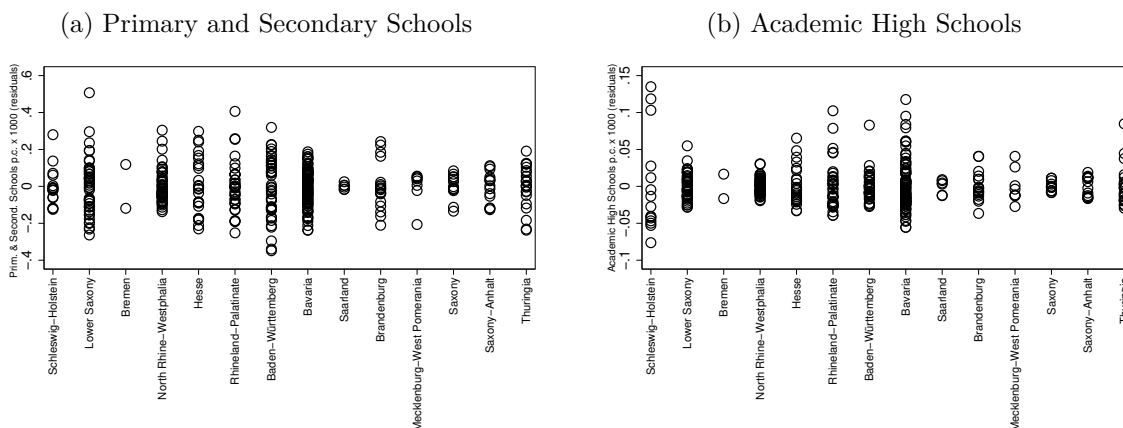 (a) Primary and Secondary Schools
Prim. & Second. Schools p.c. x 1000 (residuals)
.6
.4
.2
0
−.2
−.4
Schleswig−Holstein
Lower Saxony
Bremen
North Rhine−Westphalia
Hesse
Rhineland−Palatinate
Baden−Württemberg
Bavaria
Saarland
Brandenburg
Mecklenburg−West Pomerania
Saxony
Saxony−Anhalt
Thuringia
(b) Academic High Schools
Academic High Schools p.c. x 1000 (residuals)
.15
.1
.05
0
−.05
−.1
Schleswig−Holstein
Lower Saxony
Bremen
North Rhine−Westphalia
Hesse
Rhineland−Palatinate
Baden−Württemberg
Bavaria
Saarland
Brandenburg
Mecklenburg−West Pomerania
Saxony
Saxony−Anhalt
Thuringia